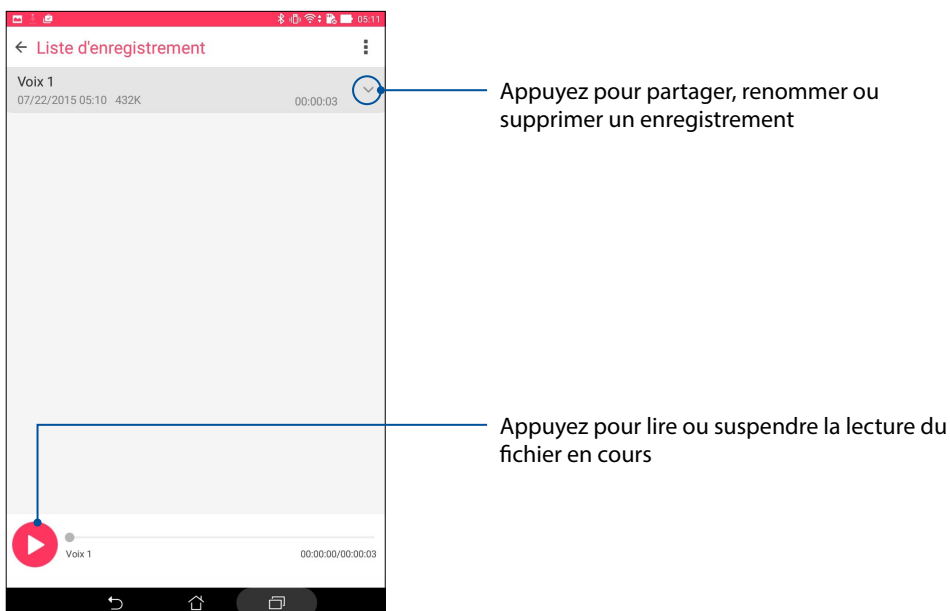 05:11
Liste d'enregistrement
Voix 1
07/22/2015 05:10 432K 00:00:03
Appuyez pour partager, renommer ou
supprimer un enregistrement
Appuyez pour lire ou suspendre la lecture du
fichier en cours
Voix 1 00:00:00/00:00:03